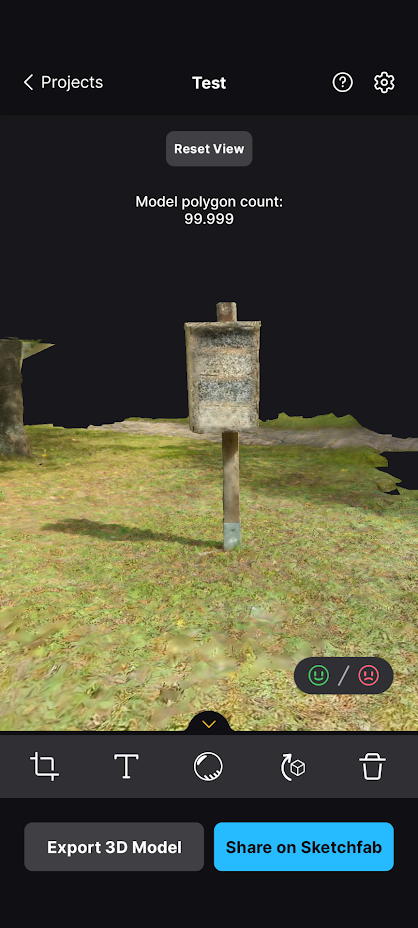 Projects
Test
Reset View
Model polygon count:
99.999
Export 3D Model
Share on Sketchfab